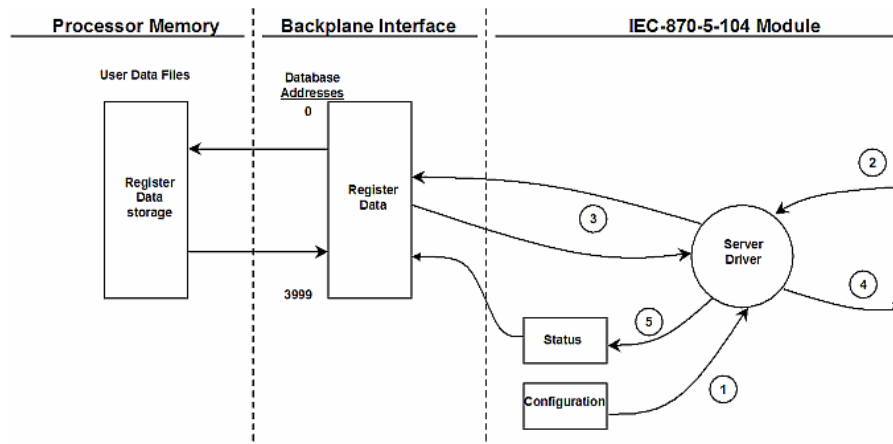 Processor Memory
Backplane Interface
IEC-870-5-104 Module
User Data Files
Database
Addresses
0
Register
Data
storage
Register
Data
3999
2
3
Server
Driver
4
5
Status
Configuration
1